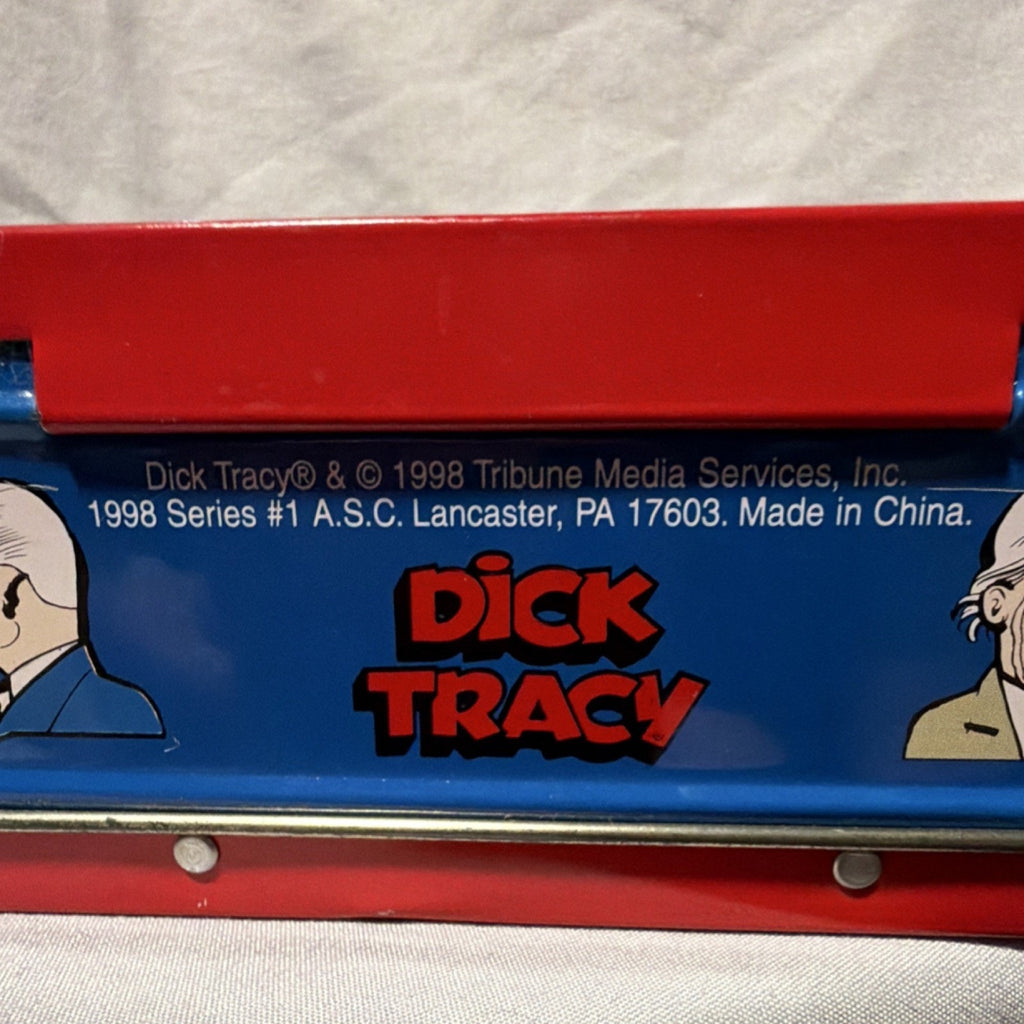 Dick Tracy® & © 1998 Tribune Media Services, Inc.
1998 Series #1 A.S.C. Lancaster, PA 17603. Made in China.
DiCK
TRACY